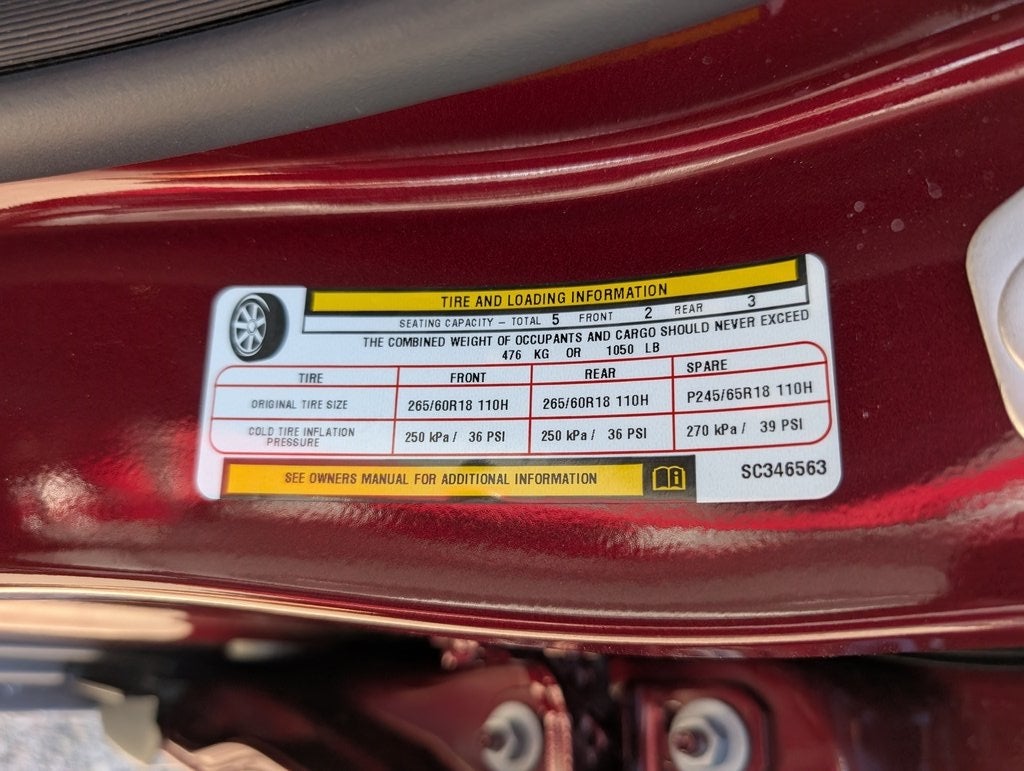 TIRE AND LOADING INFORMATION
SEATING CAPACITY – TOTAL 5 FRONT 2 REAR 3
THE COMBINED WEIGHT OF OCCUPANTS AND CARGO SHOULD NEVER EXCEED
476 KG OR 1050 LB
TIRE FRONT REAR SPARE
ORIGINAL TIRE SIZE 265/60R18 110H 265/60R18 110H P245/65R18 110H
COLD TIRE INFLATION
PRESSURE 250 kPa / 36 PSI 250 kPa / 36 PSI 270 kPa / 39 PSI
SEE OWNERS MANUAL FOR ADDITIONAL INFORMATION
SC346563